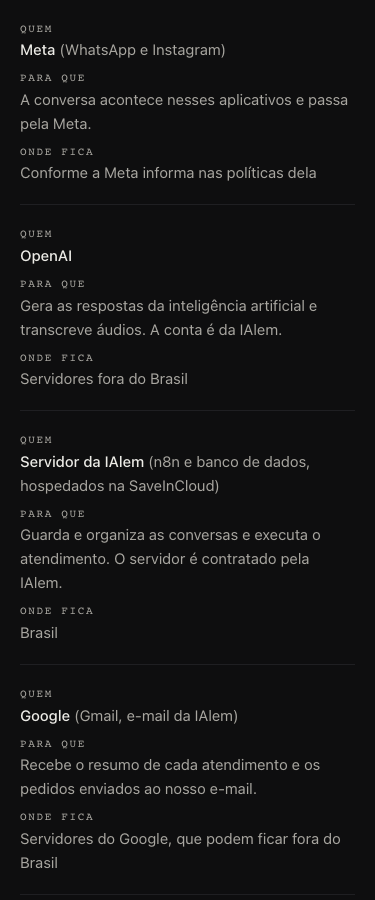 QUEM
Meta (WhatsApp e Instagram)
PARA QUE
A conversa acontece nesses aplicativos e passa
pela Meta.
ONDE FICA
Conforme a Meta informa nas políticas dela
QUEM
OpenAI
PARA QUE
Gera as respostas da inteligência artificial e
transcreve áudios. A conta é da IAlem.
ONDE FICA
Servidores fora do Brasil
QUEM
Servidor da IAlem (n8n e banco de dados,
hospedados na SaveInCloud)
PARA QUE
Guarda e organiza as conversas e executa o
atendimento. O servidor é contratado pela
IAlem.
ONDE FICA
Brasil
QUEM
Google (Gmail, e-mail da IAlem)
PARA QUE
Recebe o resumo de cada atendimento e os
pedidos enviados ao nosso e-mail.
ONDE FICA
Servidores do Google, que podem ficar fora do
Brasil